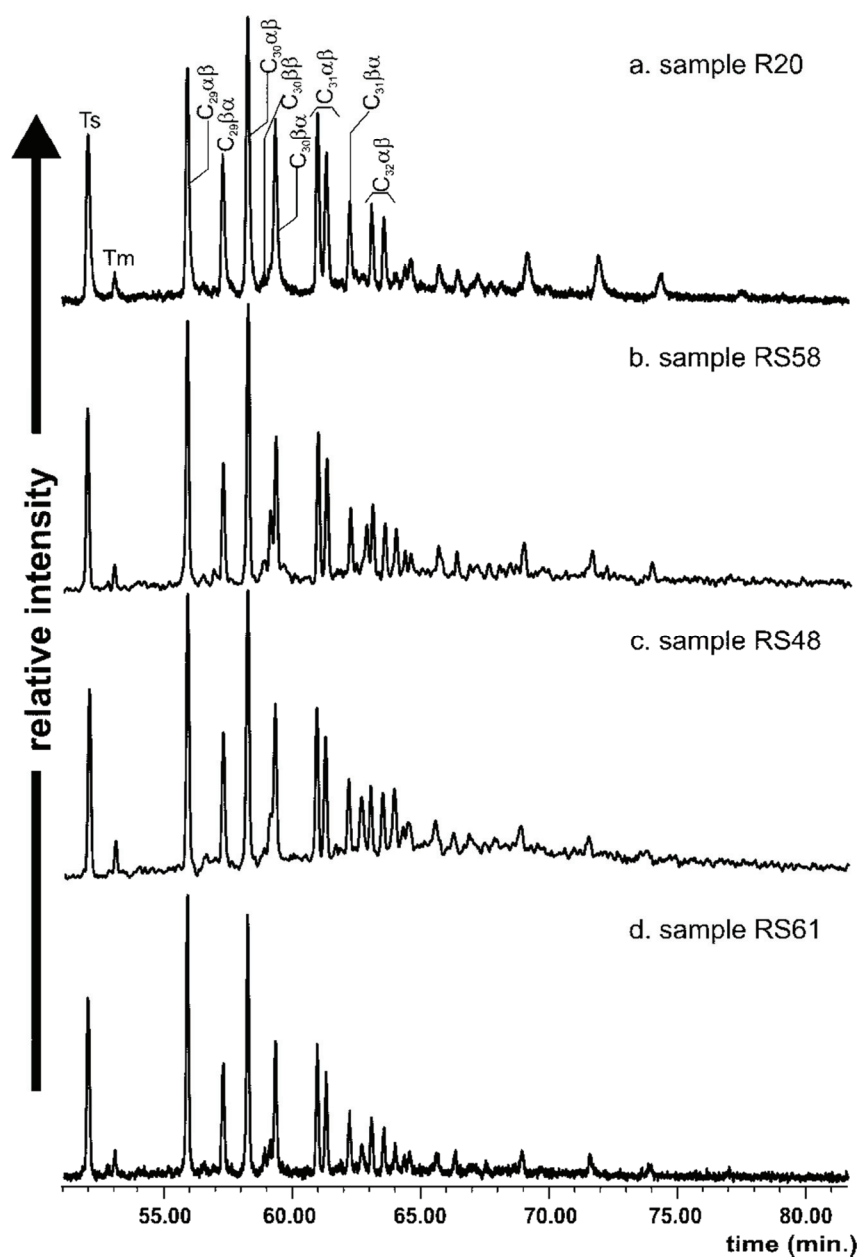 a. sample R20
Ts
Tm
C₂₉αβ
C₂₉βα
C₃₀αβ
C₃₀ββ
C₃₀βα
C₃₁αβ
C₃₁βα
C₃₂αβ
b. sample RS58
relative intensity
c. sample RS48
d. sample RS61
55.00 60.00 65.00 70.00 75.00 80.00
time (min.)